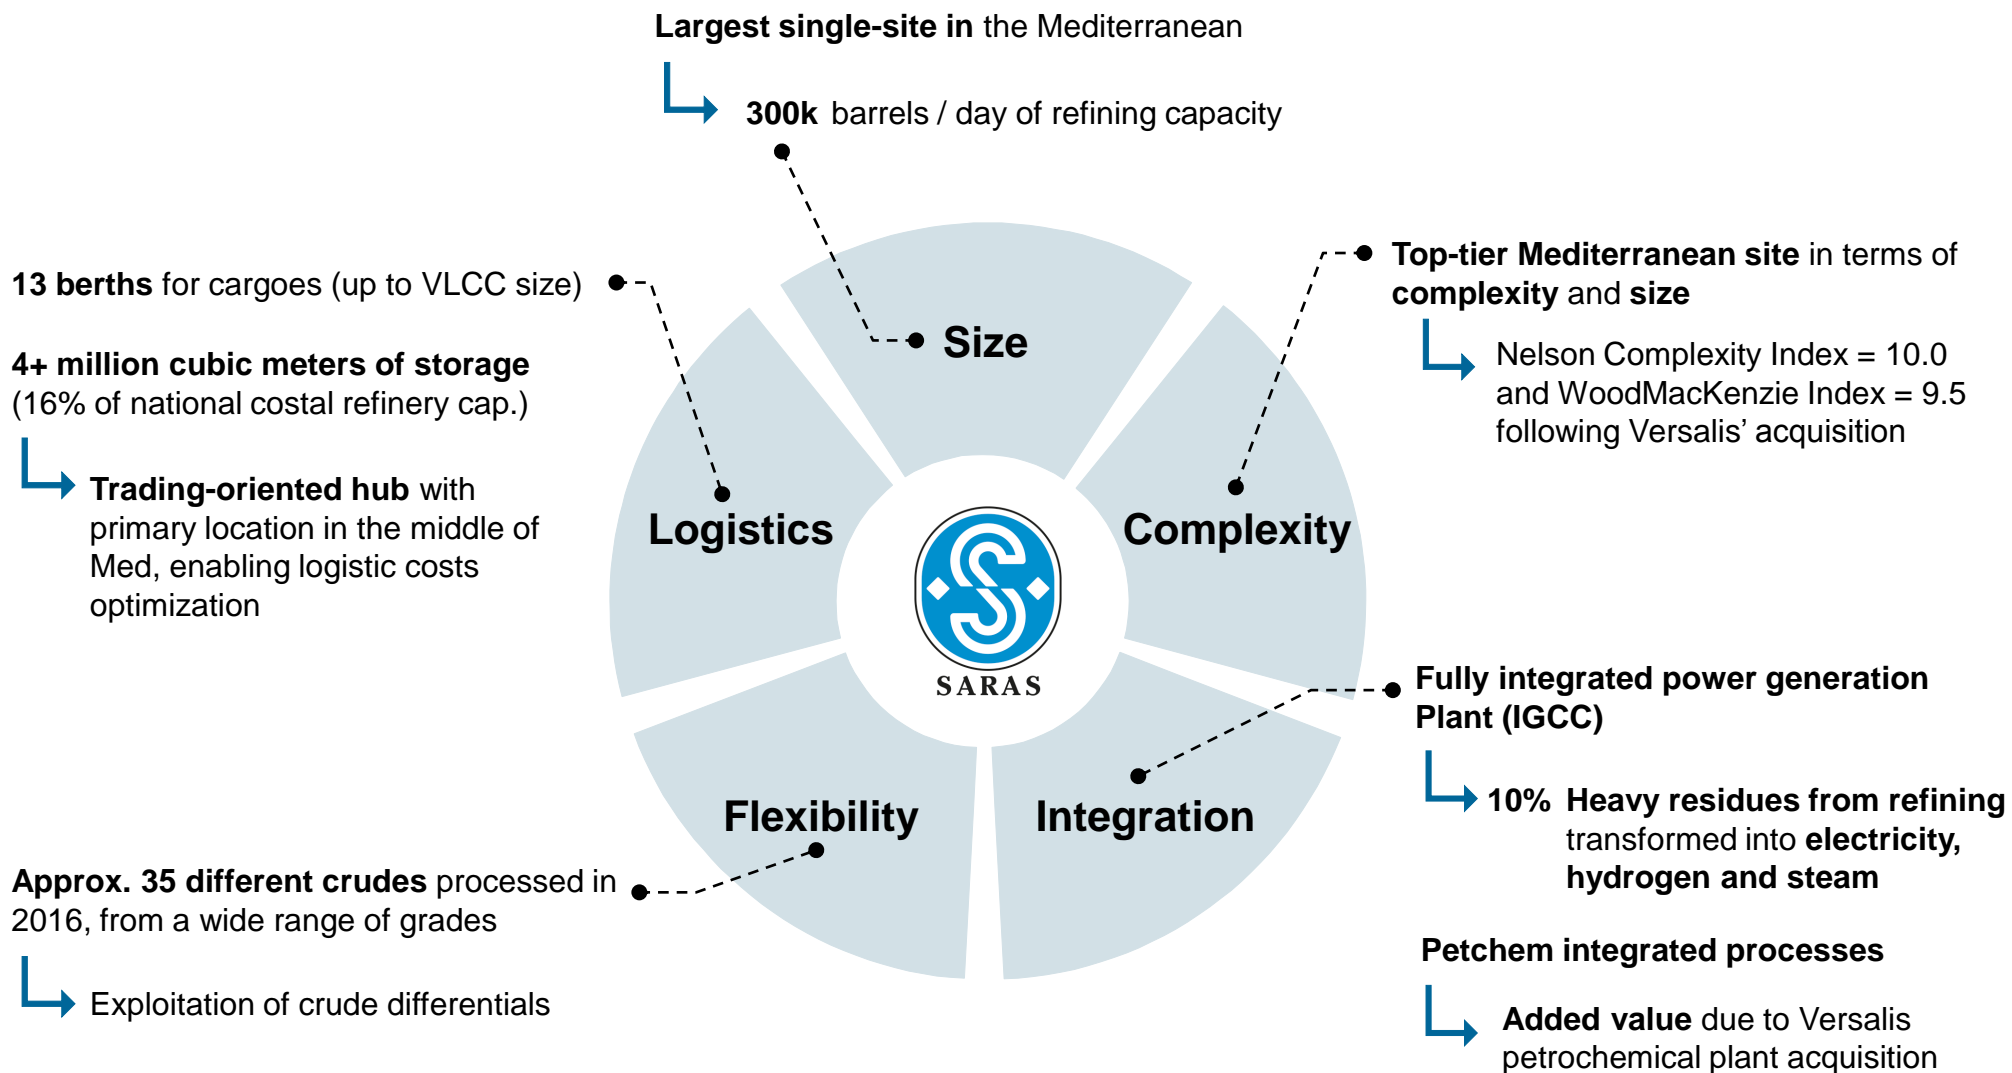 Largest single-site in the Mediterranean
300k barrels / day of refining capacity
13 berths for cargoes (up to VLCC size)
4+ million cubic meters of storage
(16% of national costal refinery cap.)
Trading-oriented hub with
primary location in the middle of
Med, enabling logistic costs
optimization
Approx. 35 different crudes processed in
2016, from a wide range of grades
Exploitation of crude differentials
Size
Logistics
Complexity
SARAS
Flexibility
Integration
Top-tier Mediterranean site in terms of
complexity and size
Nelson Complexity Index = 10.0
and WoodMacKenzie Index = 9.5
following Versalis’ acquisition
Fully integrated power generation
Plant (IGCC)
10% Heavy residues from refining
transformed into electricity,
hydrogen and steam
Petchem integrated processes
Added value due to Versalis
petrochemical plant acquisition